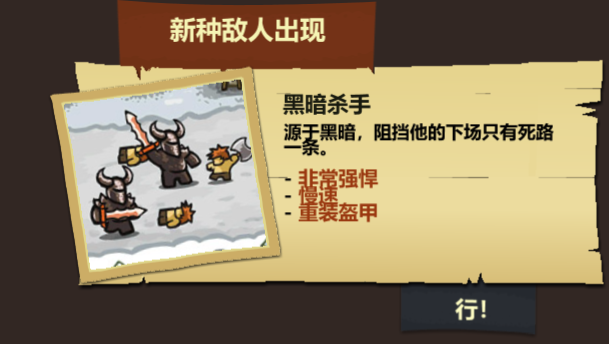 新种敌人出现
黑暗杀手
源于黑暗，阻挡他的下场只有死路
一条。
- 非常强悍
- 慢速
- 重装盔甲
行！